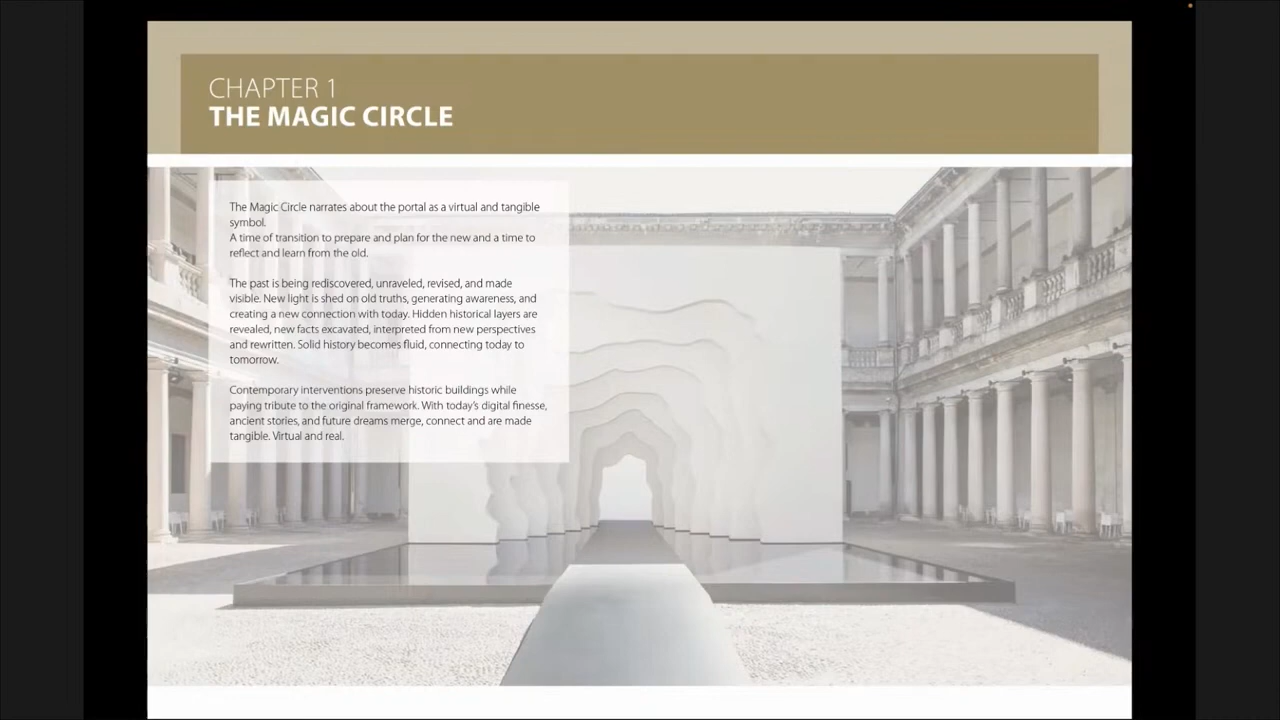 CHAPTER 1
THE MAGIC CIRCLE
The Magic Circle narrates about the portal as a virtual and tangible
symbol.
A time of transition to prepare and plan for the new and a time to
reflect and learn from the old.
The past is being rediscovered, unraveled, revised, and made
visible. New light is shed on old truths, generating awareness, and
creating a new connection with today. Hidden historical layers are
revealed, new facts excavated, interpreted from new perspectives
and rewritten. Solid history becomes fluid, connecting today to
tomorrow.
Contemporary interventions preserve historic buildings while
paying tribute to the original framework. With today's digital finesse,
ancient stories, and future dreams merge, connect and are made
tangible. Virtual and real.